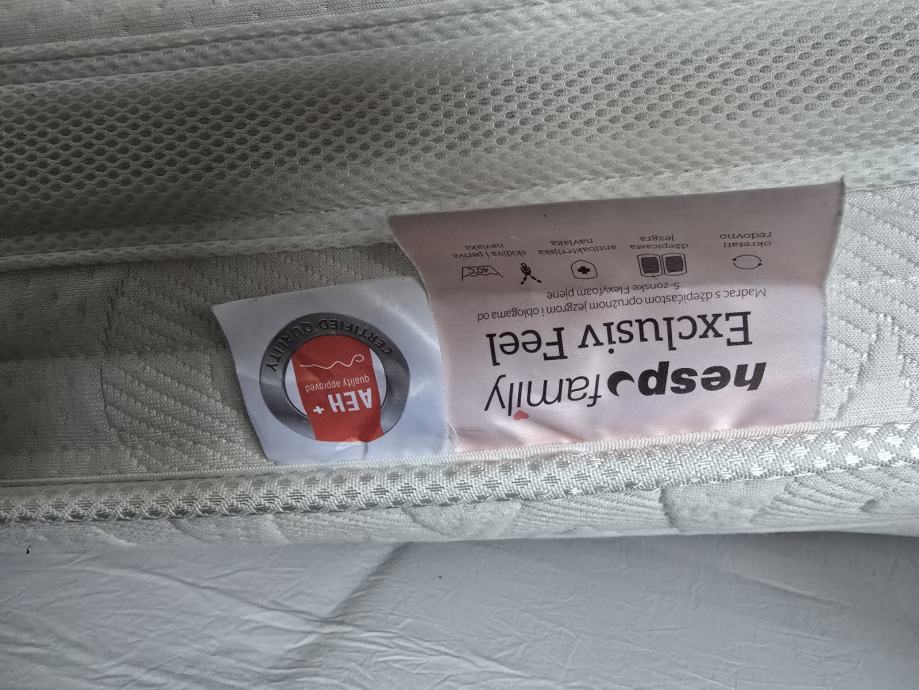 hespo family
Exclusiv Feel
Madrac s džepičastom opružnom jezgrom i oblogama od
5-zonske Flexyfoam pjene
okretati
redovno
džepičasta
jezgra
antibakterijska
navlaka
40°C
skidiva i periva
navlaka
AEH+
quality approved
CERTIFIED QUALITY